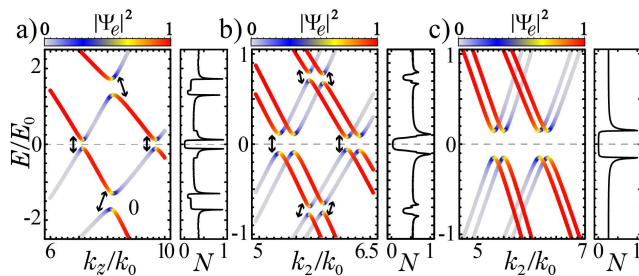 a) |Ψe|² b) |Ψe|² c) |Ψe|²
0 1 0 1 0 1
E/E0
2 0 -2
0
6 8 10
kz/k0
0 1
N
1 0 -1
5 6.5
k2/k0
0 1
N
1 0 -1
5 6 7
k2/k0
0 1
N